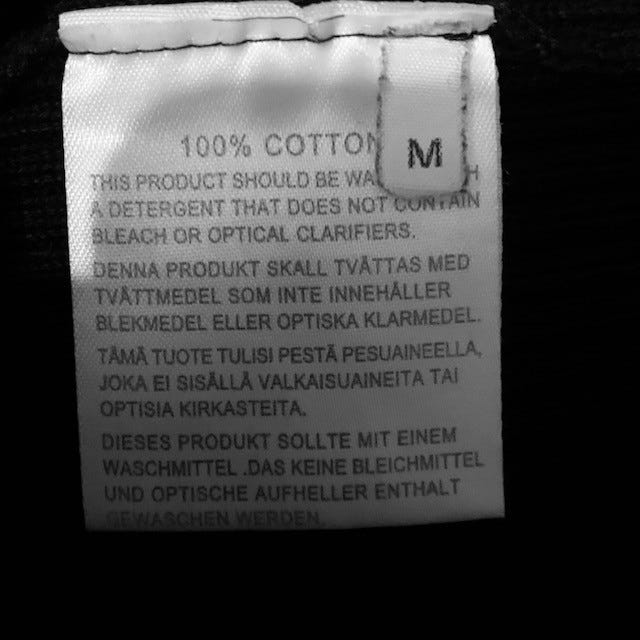 100% COTTON
M
THIS PRODUCT SHOULD BE
A DETERGENT THAT DOES NOT CONTAIN
BLEACH OR OPTICAL CLARIFIERS.
DENNA PRODUKT SKALL TVÄTTAS MED
TVÄTTMEDEL SOM INTE INNEHÅLLER
BLEKMEDEL ELLER OPTISKA KLARMEDEL.
TÄMÄ TUOTE TULISI PESTÄ PESUAINEELLA,
JOKA EI SISÄLLÄ VALKAISUAINEITA TAI
OPTISIA KIRKASTEITA.
DIESES PRODUKT SOLLTE MIT EINEM
WASCHMITTEL .DAS KEINE BLEICHMITTEL
UND OPTISCHE AUFHELLER ENTHALT
GEWASCHEN WERDEN.